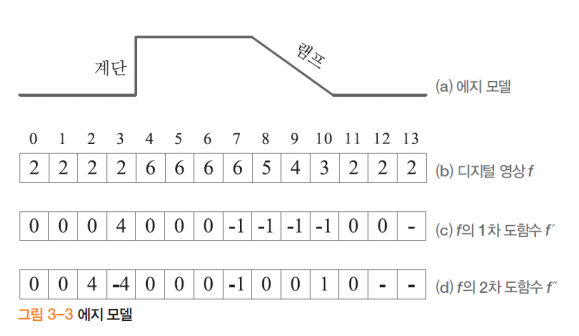 계단
램프
(a) 에지 모델
0 1 2 3 4 5 6 7 8 9 10 11 12 13
2 2 2 2 6 6 6 6 5 4 3 2 2 2 (b) 디지털 영상 f
0 0 0 4 0 0 0 -1 -1 -1 -1 0 0 - (c) f의 1차 도함수 f′
0 0 4 -4 0 0 0 -1 0 0 1 0 - - (d) f의 2차 도함수 f″
그림 3-3 에지 모델